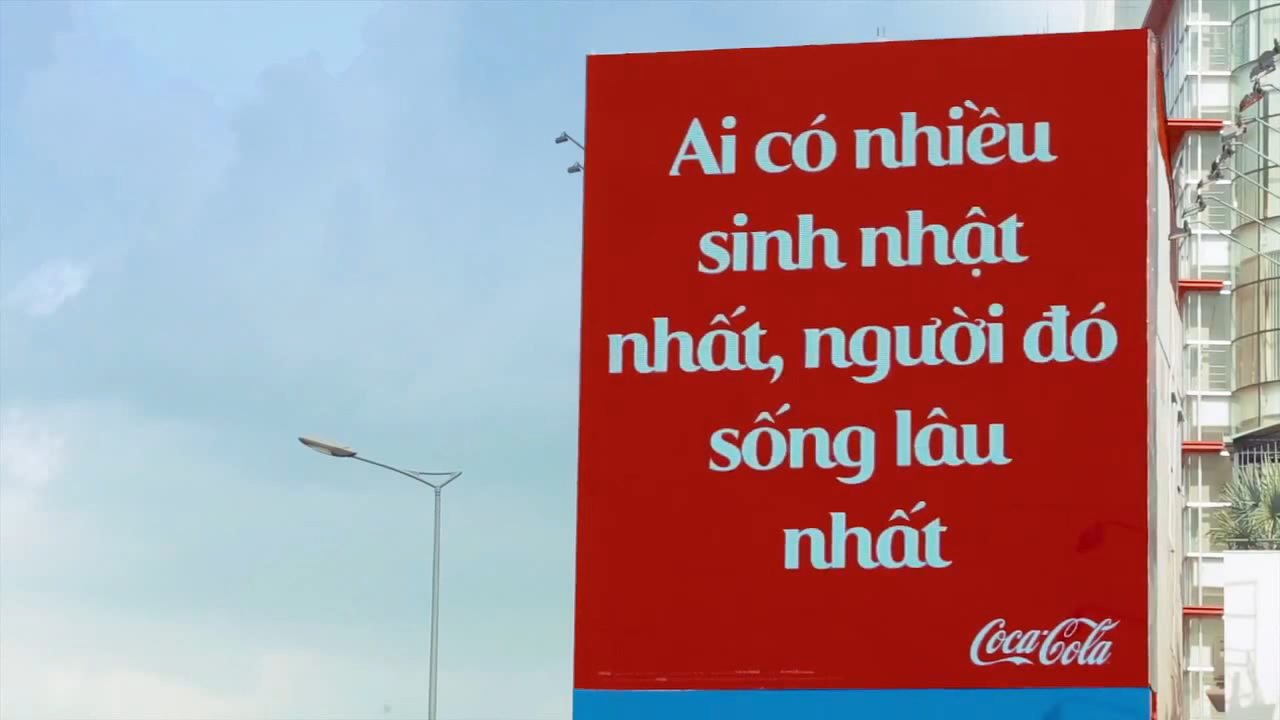 Ai có nhiều
sinh nhật
nhất, người đó
sống lâu
nhất
Coca-Cola